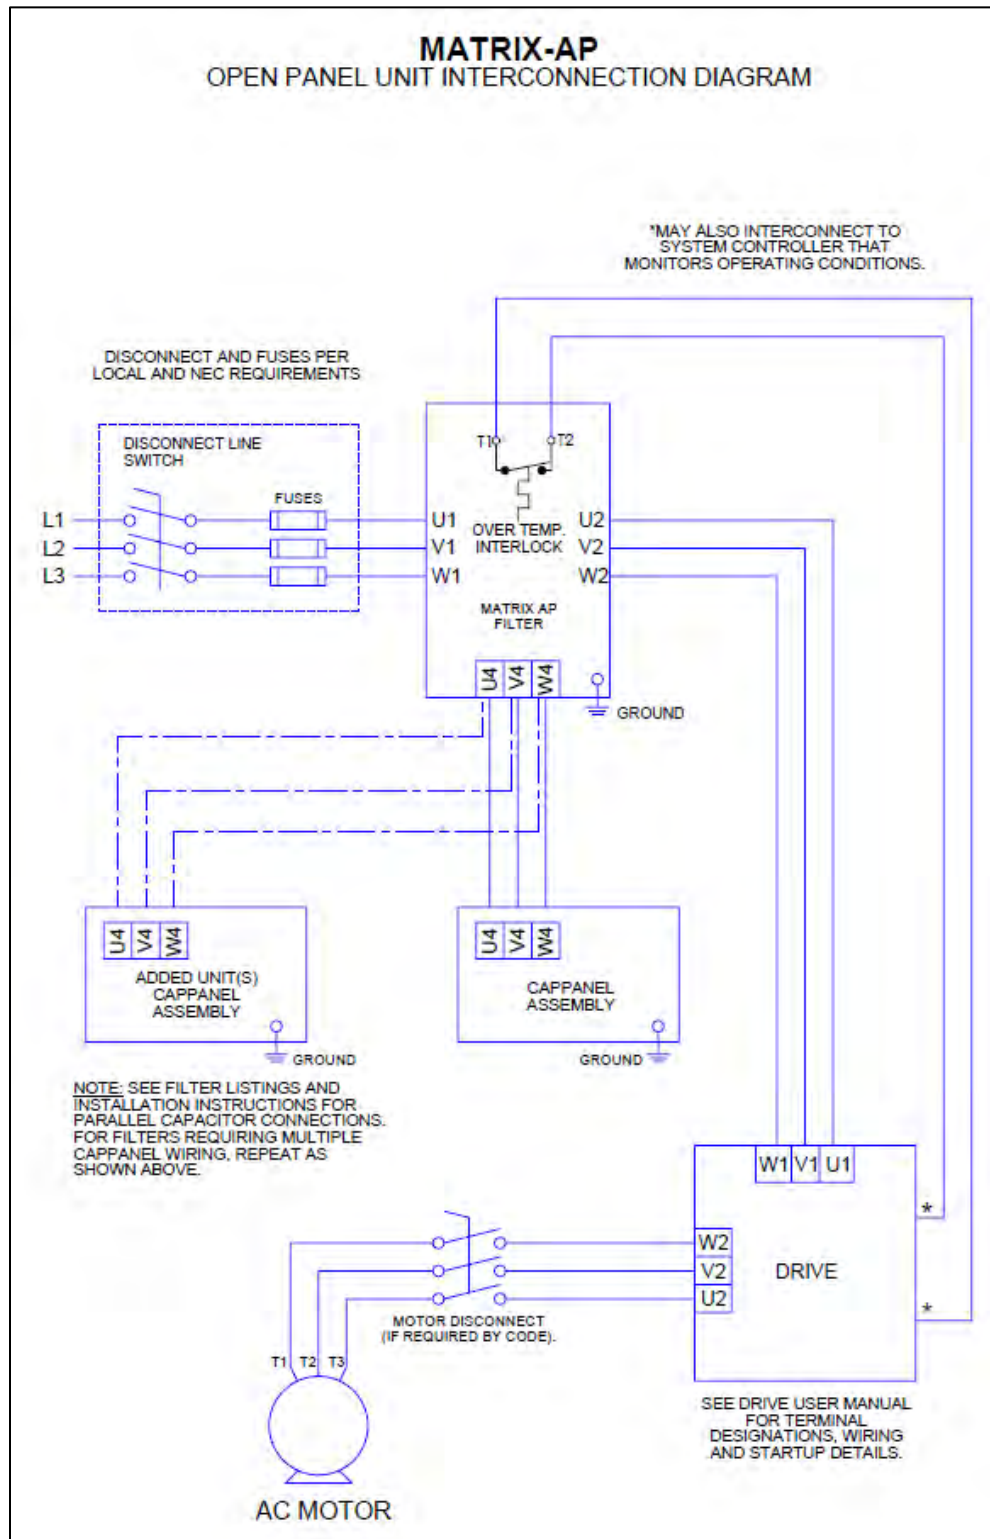 MATRIX-AP
OPEN PANEL UNIT INTERCONNECTION DIAGRAM
*MAY ALSO INTERCONNECT TO
SYSTEM CONTROLLER THAT
MONITORS OPERATING CONDITIONS.
DISCONNECT AND FUSES PER
LOCAL AND NEC REQUIREMENTS
DISCONNECT LINE
SWITCH
FUSES
L1
L2
L3
T1
T2
U1
V1
W1
OVER TEMP.
INTERLOCK
U2
V2
W2
MATRIX AP
FILTER
U4
V4
W4
GROUND
U4
V4
W4
ADDED UNIT(S)
CAPPANEL
ASSEMBLY
GROUND
U4
V4
W4
CAPPANEL
ASSEMBLY
GROUND
NOTE: SEE FILTER LISTINGS AND
INSTALLATION INSTRUCTIONS FOR
PARALLEL CAPACITOR CONNECTIONS.
FOR FILTERS REQUIRING MULTIPLE
CAPPANEL WIRING, REPEAT AS
SHOWN ABOVE.
W1 V1 U1
*
W2
V2
U2
DRIVE
*
MOTOR DISCONNECT
(IF REQUIRED BY CODE).
T1 T2 T3
AC MOTOR
SEE DRIVE USER MANUAL
FOR TERMINAL
DESIGNATIONS, WIRING
AND STARTUP DETAILS.